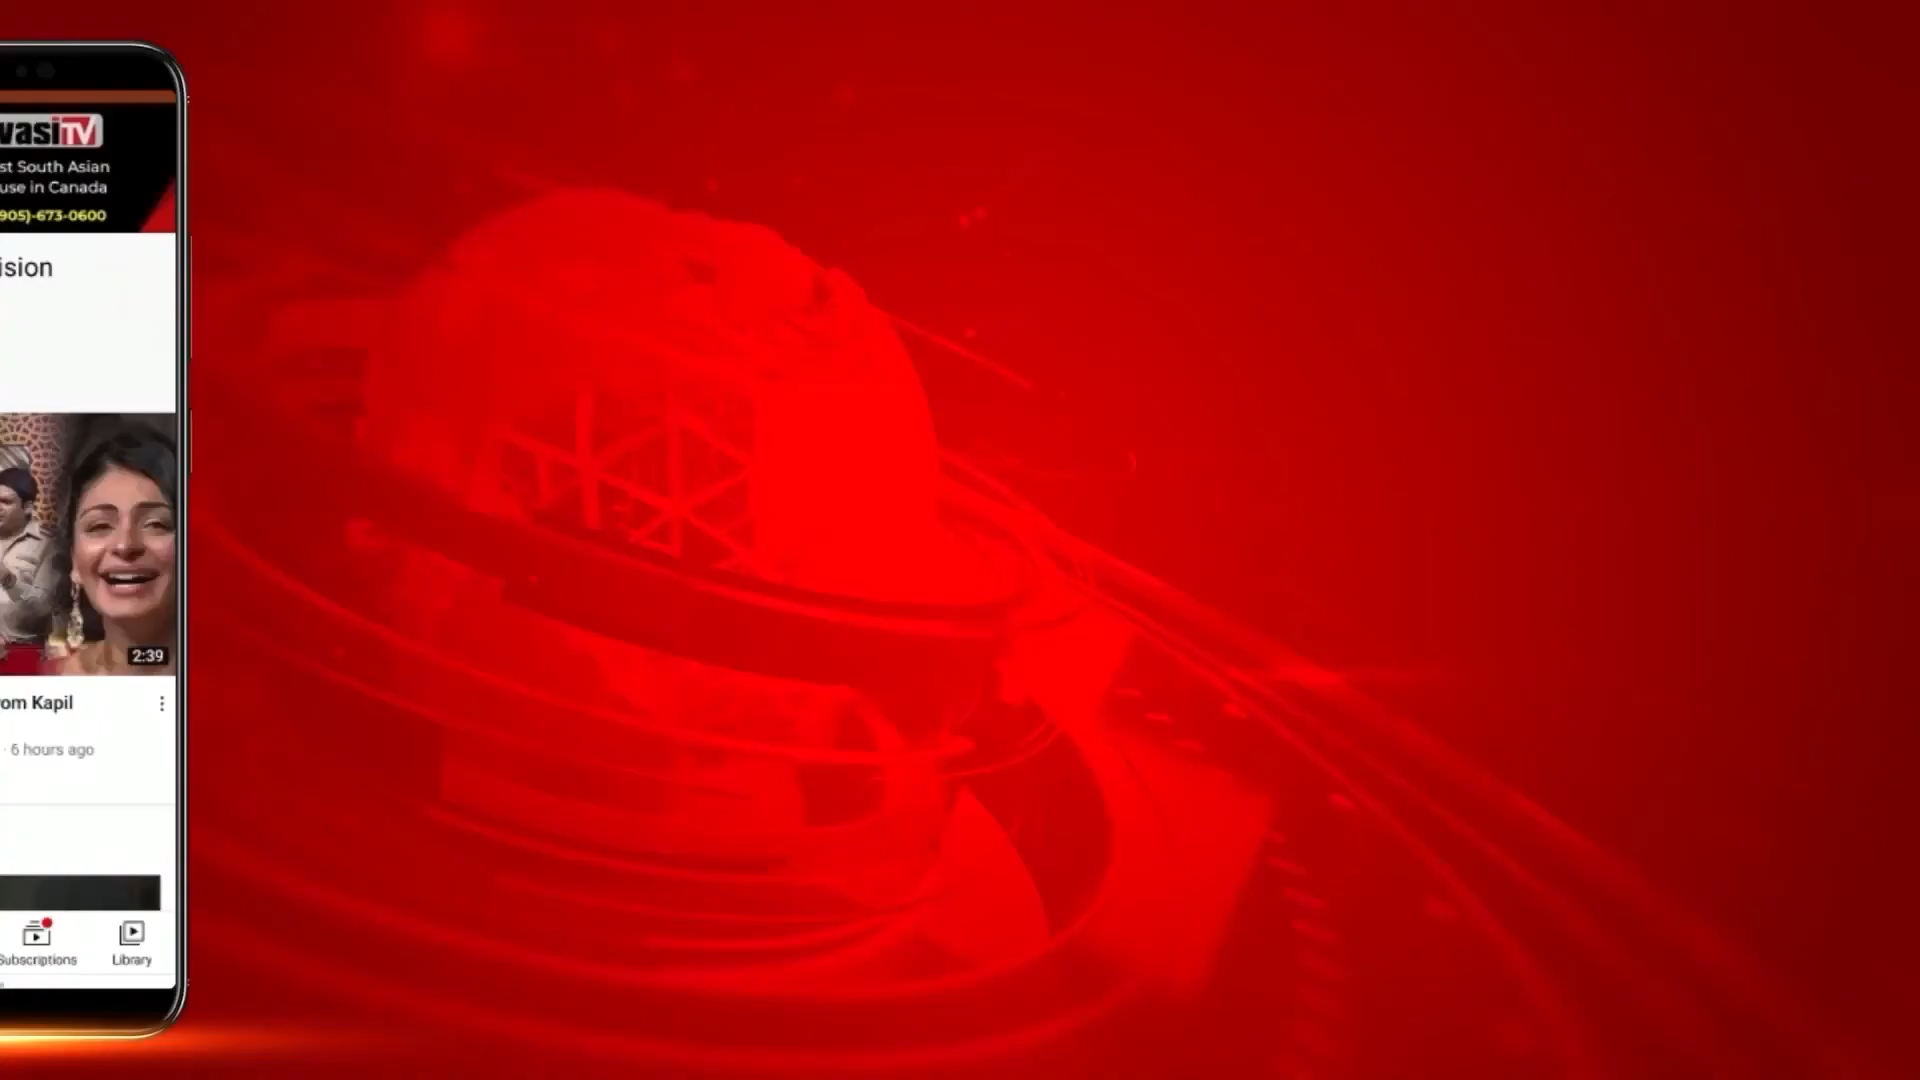 vasiTV
st South Asian
use in Canada
905)-673-0600
ision
2:39
om Kapil
· 6 hours ago
Subscriptions
Library